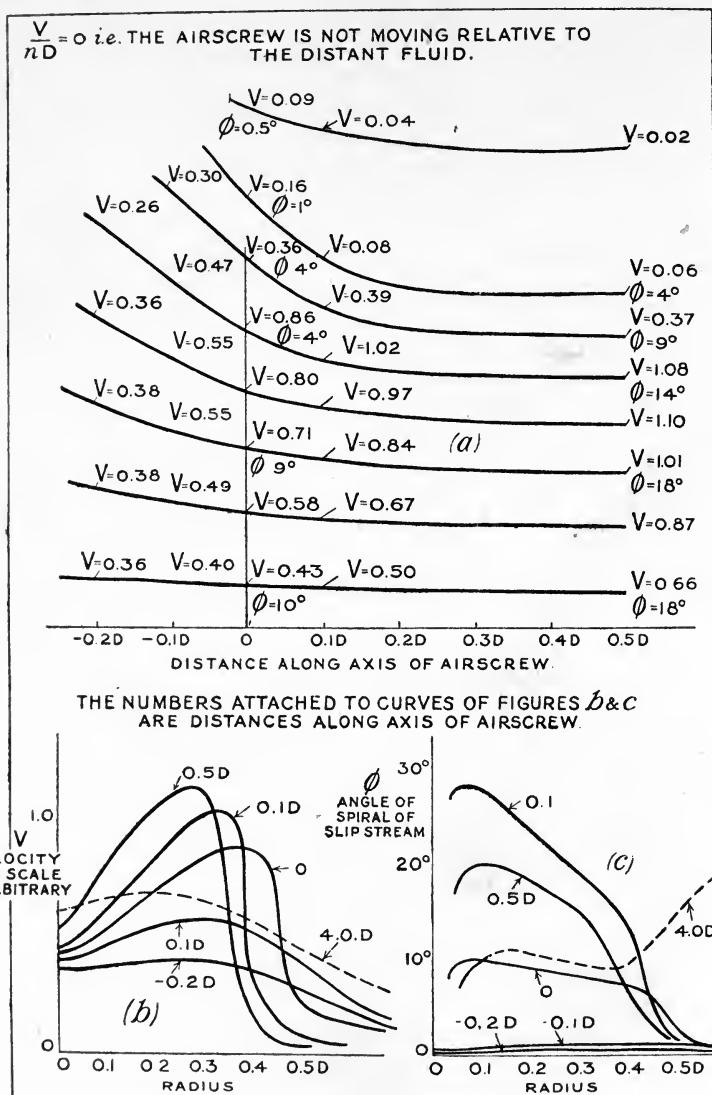 V/nD = 0 i.e. THE AIRSCREW IS NOT MOVING RELATIVE TO
THE DISTANT FLUID.
V=0.09
ϕ=0.5°
V=0.04
V=0.02
V=0.30
V=0.16
ϕ=1°
V=0.08
V=0.06
ϕ=4°
V=0.26
V=0.47
V=0.36
ϕ 4°
V=0.39
V=0.37
ϕ=9°
V=0.36
V=0.55
V=0.86
ϕ=4°
V=1.02
V=1.08
ϕ=14°
V=0.80
V=0.97
V=1.10
V=0.38
V=0.55
V=0.71
ϕ 9°
V=0.84
(a)
V=1.01
ϕ=18°
V=0.38
V=0.49
V=0.58
V=0.67
V=0.87
V=0.36
V=0.40
V=0.43
ϕ=10°
V=0.50
V=0.66
ϕ=18°
-0.2D -0.1D 0 0.1D 0.2D 0.3D 0.4D 0.5D
DISTANCE ALONG AXIS OF AIRSCREW.
THE NUMBERS ATTACHED TO CURVES OF FIGURES b&c
ARE DISTANCES ALONG AXIS OF AIRSCREW.
1.0
V
LOCITY
SCALE
ARBITRARY
0
0.5D
0.1D
0
4.0D
0.1D
-0.2D
(b)
0 0.1 0.2 0.3 0.4 0.5D
RADIUS
ϕ
ANGLE OF
SPIRAL OF
SLIP STREAM
30°
20°
10°
0°
0.1
(c)
0.5D
4.0D
0
-0.2D
-0.1D
0 0.1 0.2 0.3 0.4 0.5D
RADIUS